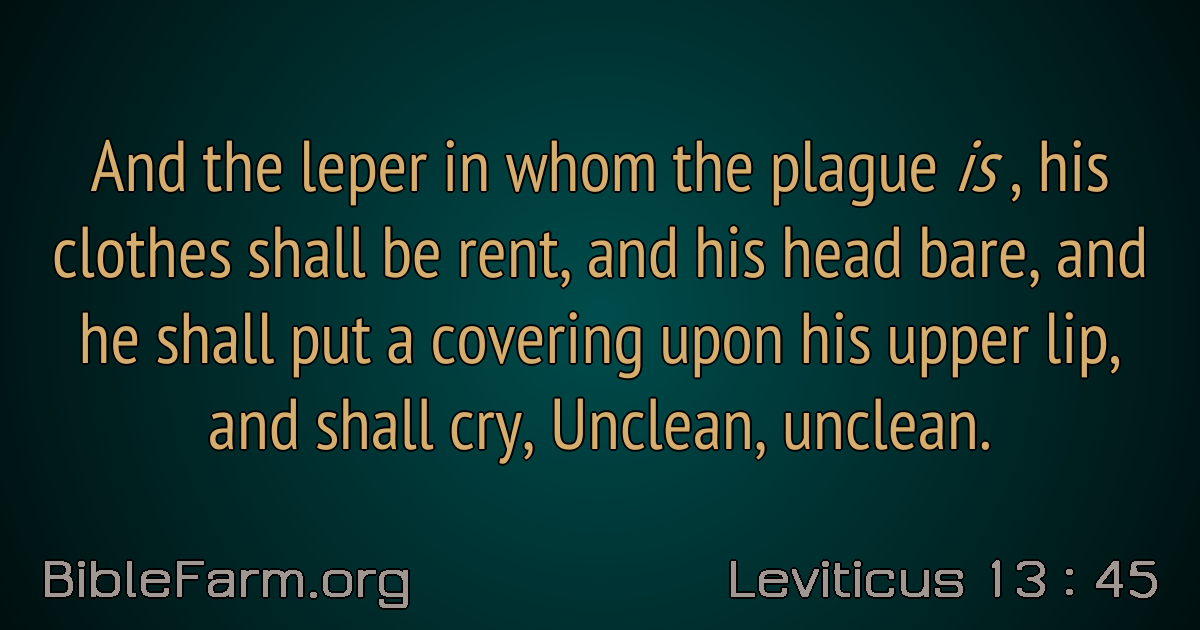 And the leper in whom the plague is , his
clothes shall be rent, and his head bare, and
he shall put a covering upon his upper lip,
and shall cry, Unclean, unclean.
BibleFarm.org
Leviticus 13 : 45